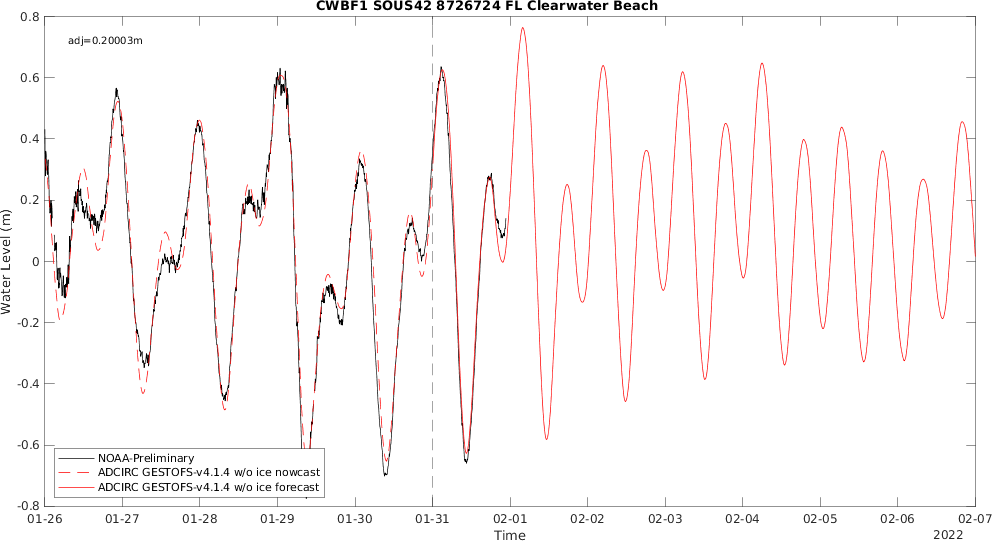 CWBF1 SOUS42 8726724 FL Clearwater Beach
adj=0.20003m
0.8
0.6
0.4
0.2
0
-0.2
-0.4
-0.6
-0.8
Water Level (m)
NOAA-Preliminary
ADCIRC GESTOFS-v4.1.4 w/o ice nowcast
ADCIRC GESTOFS-v4.1.4 w/o ice forecast
01-26 01-27 01-28 01-29 01-30 01-31 02-01 02-02 02-03 02-04 02-05 02-06 02-07
Time
2022